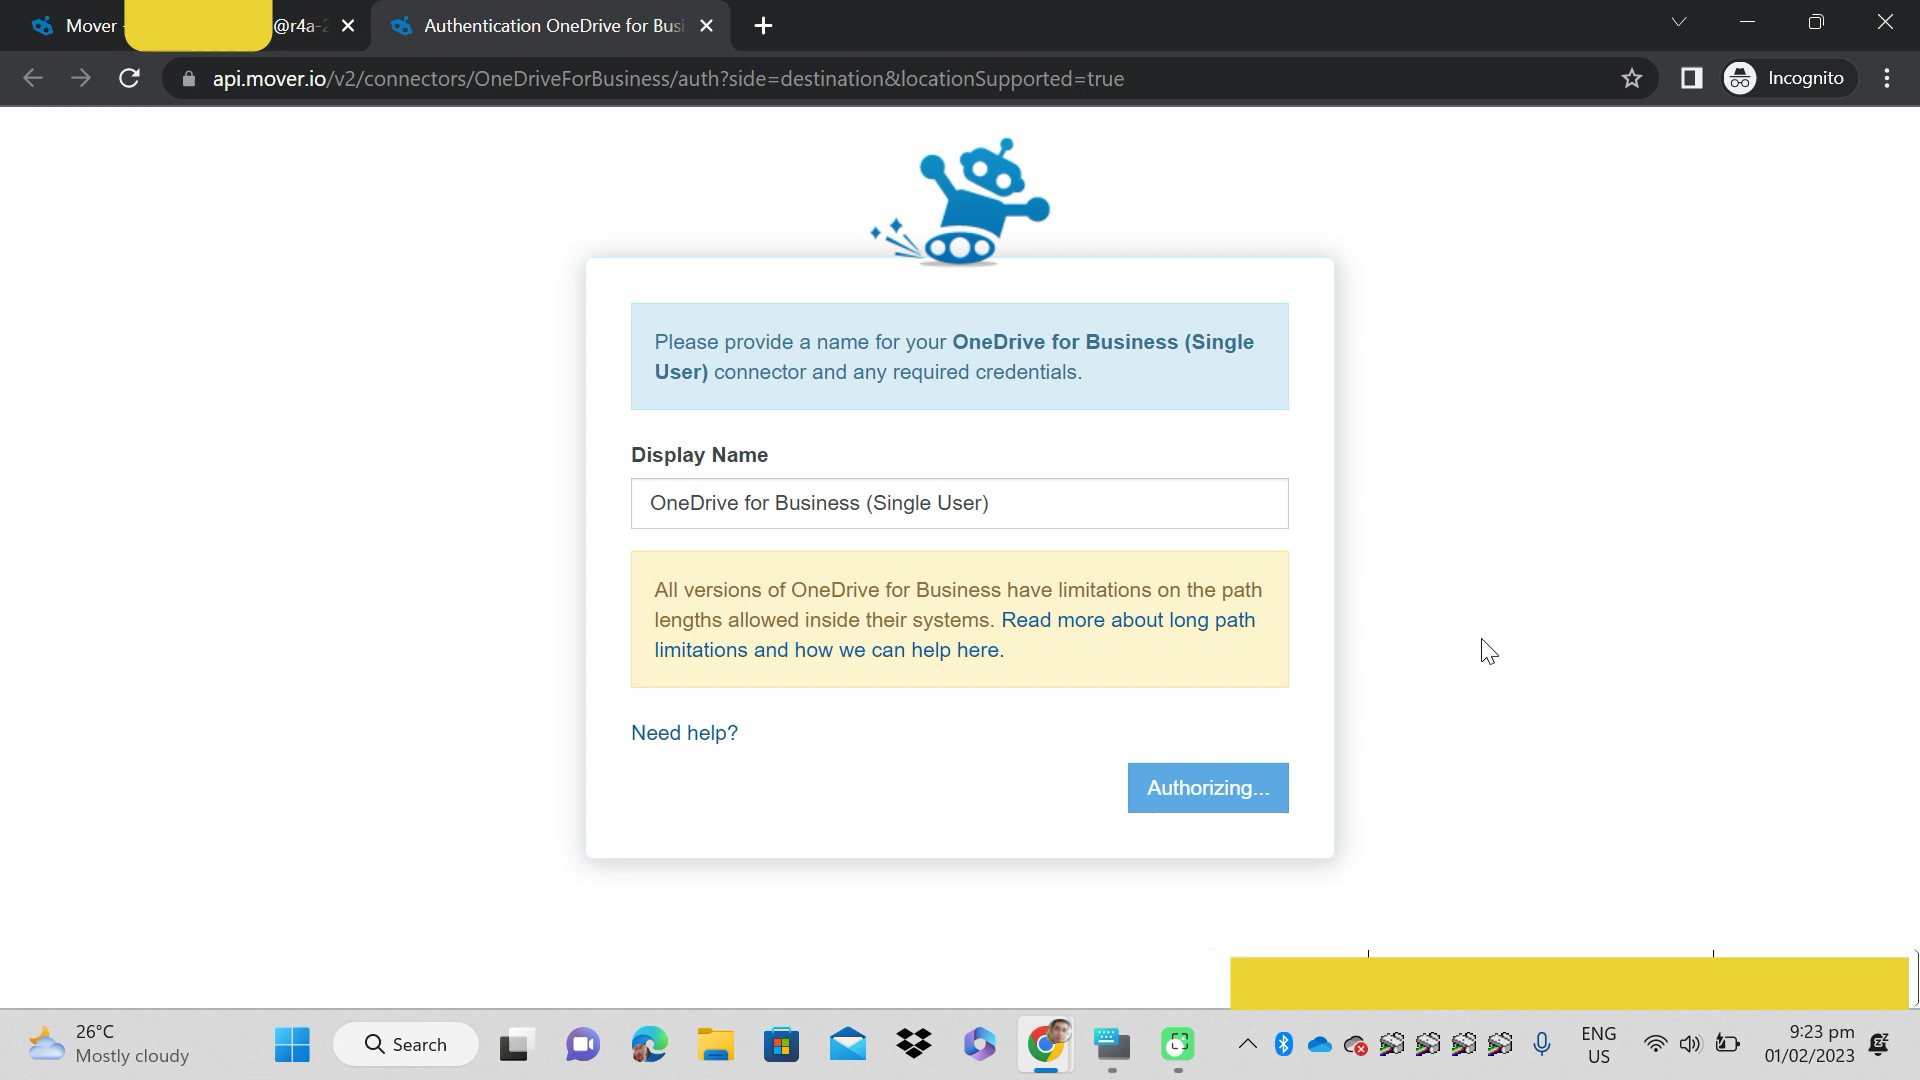 Mover -
@r4a-2
Authentication OneDrive for Busi
api.mover.io/v2/connectors/OneDriveForBusiness/auth?side=destination&locationSupported=true
Incognito
Please provide a name for your OneDrive for Business (Single
User) connector and any required credentials.
Display Name
OneDrive for Business (Single User)
All versions of OneDrive for Business have limitations on the path
lengths allowed inside their systems. Read more about long path
limitations and how we can help here.
Need help?
Authorizing...
26°C
Mostly cloudy
Search
ENG
US
9:23 pm
01/02/2023